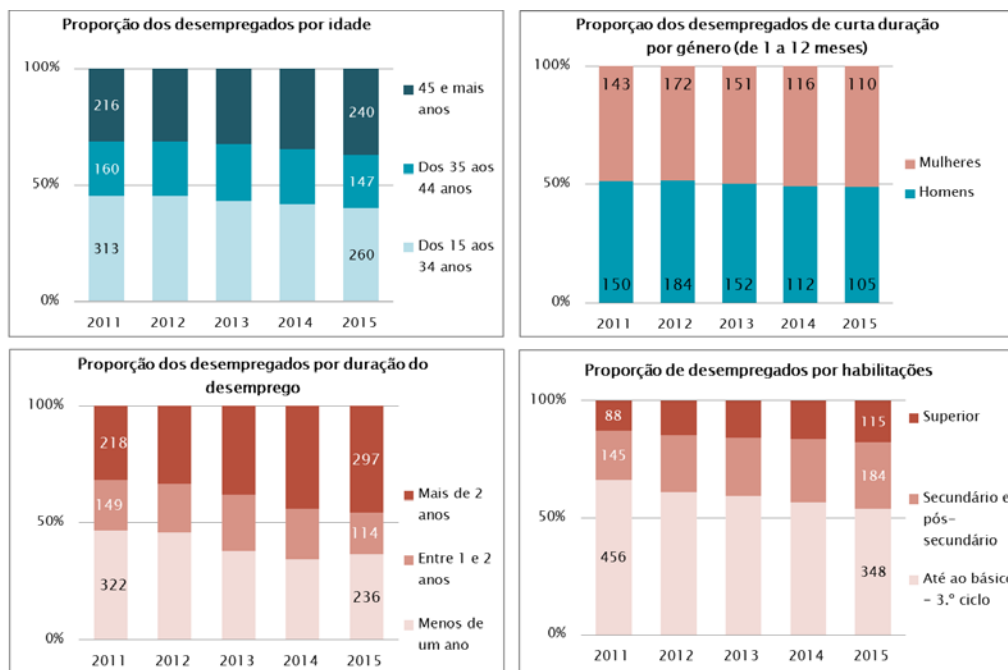 Proporção dos desempregados por idade
100%
50%
0%
216
160
313
240
147
260
2011 2012 2013 2014 2015
45 e mais
anos
Dos 35 aos
44 anos
Dos 15 aos
34 anos
Proporçao dos desempregados de curta duração
por género (de 1 a 12 meses)
100%
50%
0%
143 172 151 116 110
150 184 152 112 105
2011 2012 2013 2014 2015
Mulheres
Homens
Proporção dos desempregados por duração do
desemprego
100%
50%
0%
218
149
322
297
114
236
2011 2012 2013 2014 2015
Mais de 2
anos
Entre 1 e 2
anos
Menos de
um ano
Proporção de desempregados por habilitações
100%
50%
0%
88
145
456
115
184
348
2011 2012 2013 2014 2015
Superior
Secundário e
pós-
secundário
Até ao básico
- 3.º ciclo